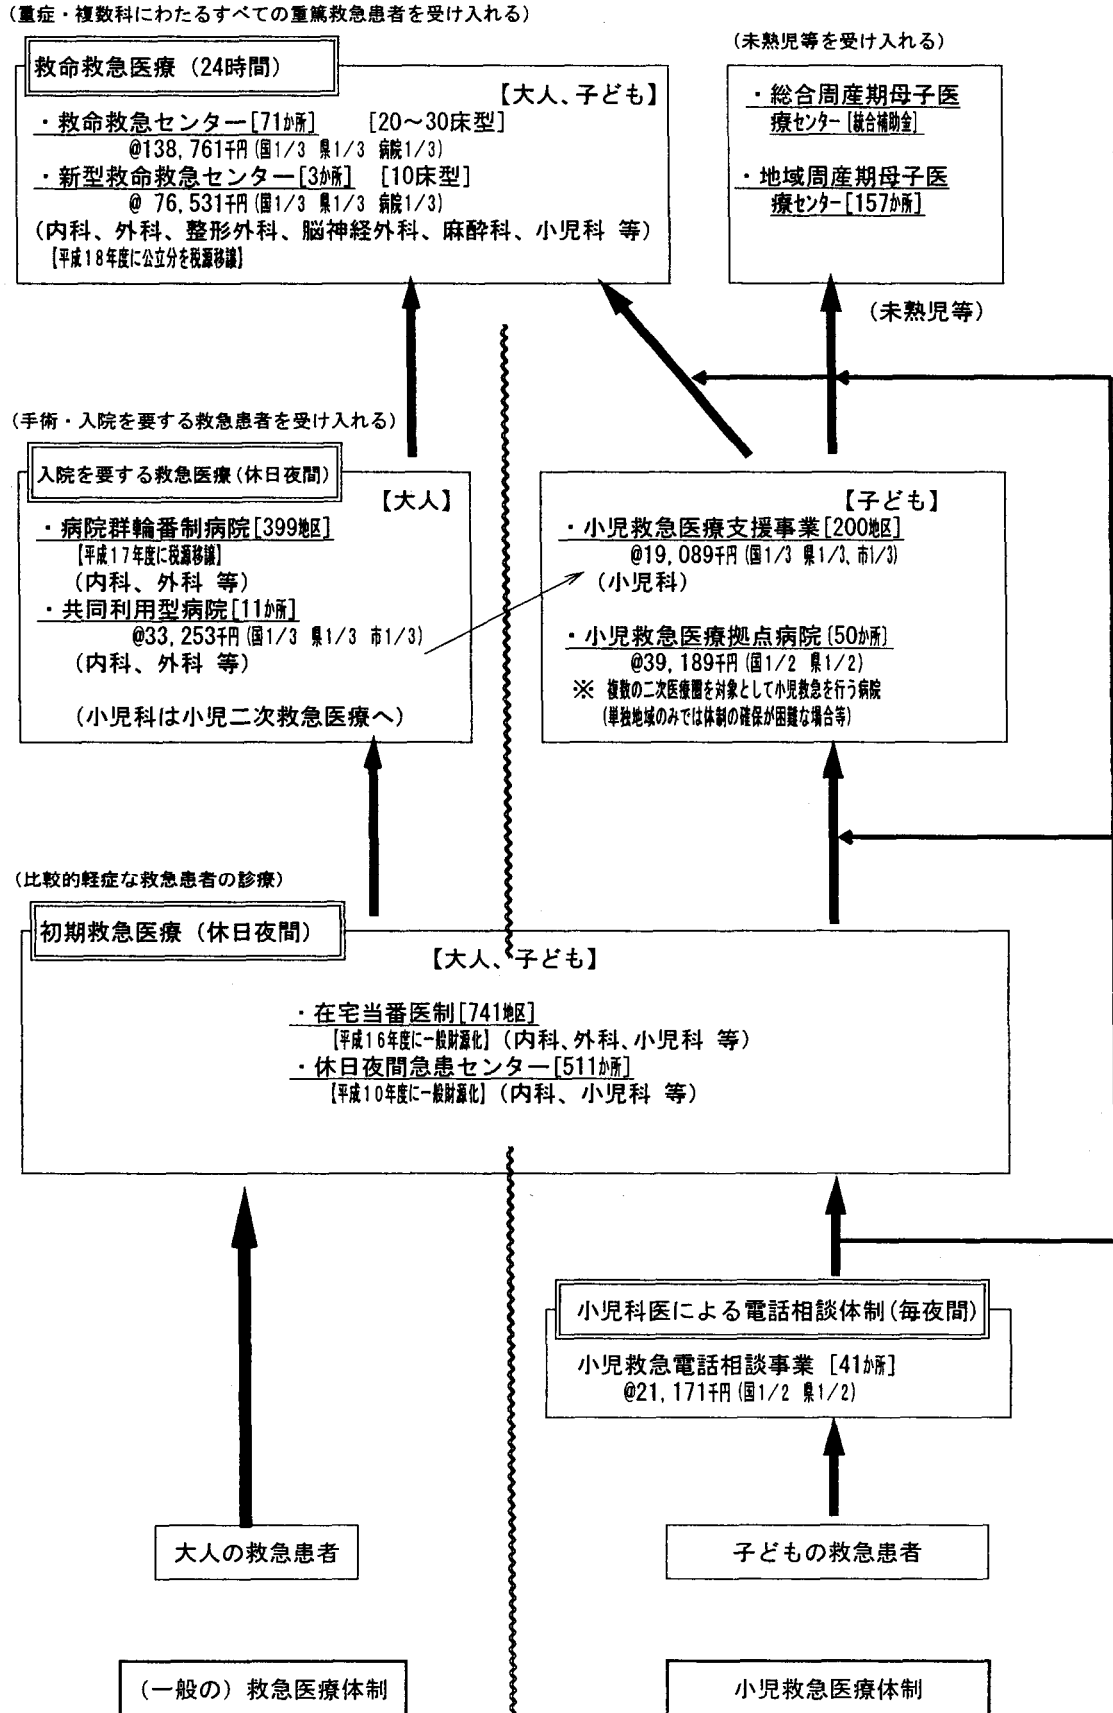 (重症・複数科にわたるすべての重篤救急患者を受け入れる)
救命救急医療（24時間）
【大人、子ども】
・救命救急センター[71か所]　[20～30床型]
@138,761千円(国1/3 県1/3 病院1/3)
・新型救命救急センター[3か所]　[10床型]
@ 76,531千円(国1/3 県1/3 病院1/3)
(内科、外科、整形外科、脳神経外科、麻酔科、小児科 等)
【平成18年度に公立分を税源移譲】
(未熟児等を受け入れる)
・総合周産期母子医
療センター[統合補助金]
・地域周産期母子医
療センター[157か所]
(未熟児等)
(手術・入院を要する救急患者を受け入れる)
入院を要する救急医療(休日夜間)
【大人】
・病院群輪番制病院[399地区]
【平成17年度に税源移譲】
(内科、外科 等)
・共同利用型病院[11か所]
@33,253千円(国1/3 県1/3 市1/3)
(内科、外科 等)
(小児科は小児二次救急医療へ)
【子ども】
・小児救急医療支援事業[200地区]
@19,089千円(国1/3 県1/3、市1/3)
(小児科)
・小児救急医療拠点病院[50か所]
@39,189千円(国1/2 県1/2)
※ 複数の二次医療圏を対象として小児救急を行う病院
(単独地域のみでは体制の確保が困難な場合等)
(比較的軽症な救急患者の診療)
初期救急医療（休日夜間）
【大人、子ども】
・在宅当番医制[741地区]
【平成16年度に一般財源化】(内科、外科、小児科 等)
・休日夜間急患センター[511か所]
【平成10年度に一般財源化】(内科、小児科 等)
小児科医による電話相談体制(毎夜間)
小児救急電話相談事業 [41か所]
@21,171千円(国1/2 県1/2)
大人の救急患者
子どもの救急患者
(一般の) 救急医療体制
小児救急医療体制